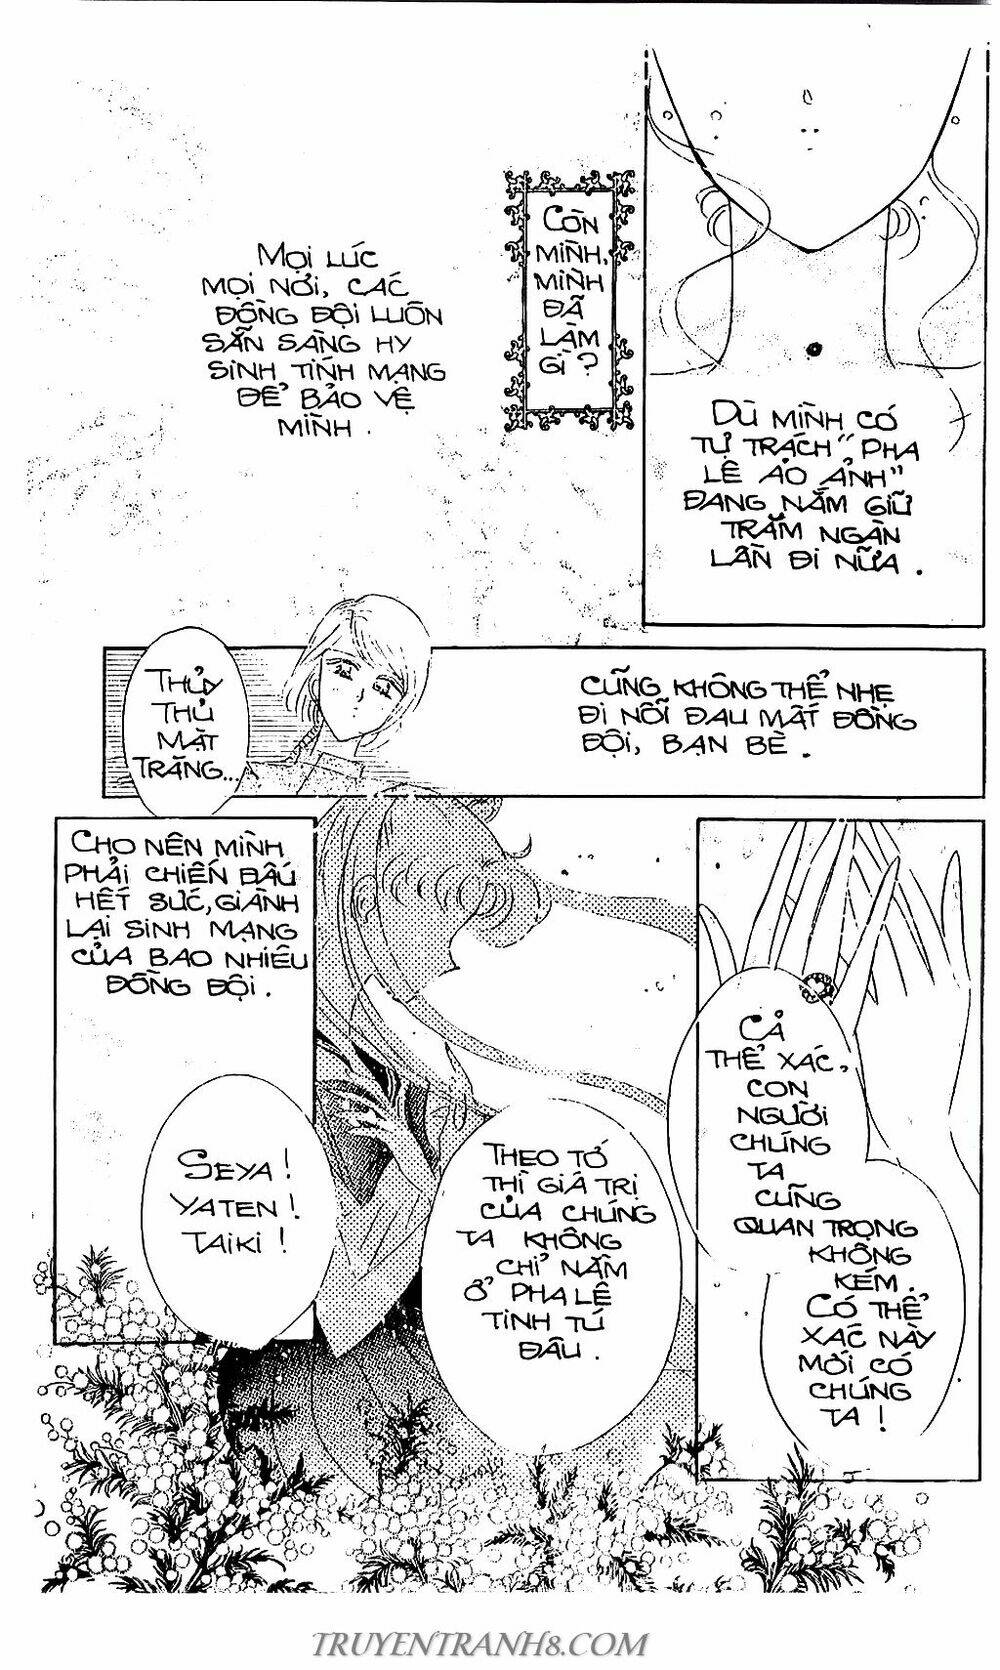 DÙ MÌNH CÓ
TỰ TRÁCH "PHA
LÊ ẢO ẢNH"
ĐANG NẮM GIỮ
TRĂM NGÀN
LẦN ĐI NỮA.
CÒN
MÌNH,
MÌNH
ĐÃ
LÀM
GÌ?
MỌI LÚC
MỌI NƠI, CÁC
ĐỒNG ĐỘI LUÔN
SẴN SÀNG HY
SINH TÍNH MẠNG
ĐỂ BẢO VỆ
MÌNH.
CŨNG KHÔNG THỂ NHẸ
ĐI NỖI ĐAU MẤT ĐỒNG
ĐỘI, BẠN BÈ.
THỦY
THỦ
MẶT
TRĂNG...
CẢ
THỂ XÁC,
CON
NGƯỜI
CHÚNG
TA
CŨNG
QUAN TRỌNG
KHÔNG
KÉM.
CÓ THỂ
XÁC NÀY
MỚI CÓ
CHÚNG
TA!
THEO TỚ
THÌ GIÁ TRỊ
CỦA CHÚNG
TA KHÔNG
CHỈ NẰM
Ở PHA LÊ
TINH TÚ
ĐÂU.
CHO NÊN MÌNH
PHẢI CHIẾN ĐẤU
HẾT SỨC, GIÀNH
LẠI SINH MẠNG
CỦA BAO NHIÊU
ĐỒNG ĐỘI.
SEYA!
YATEN!
TAIKI!
TRUYENTRANH8.COM